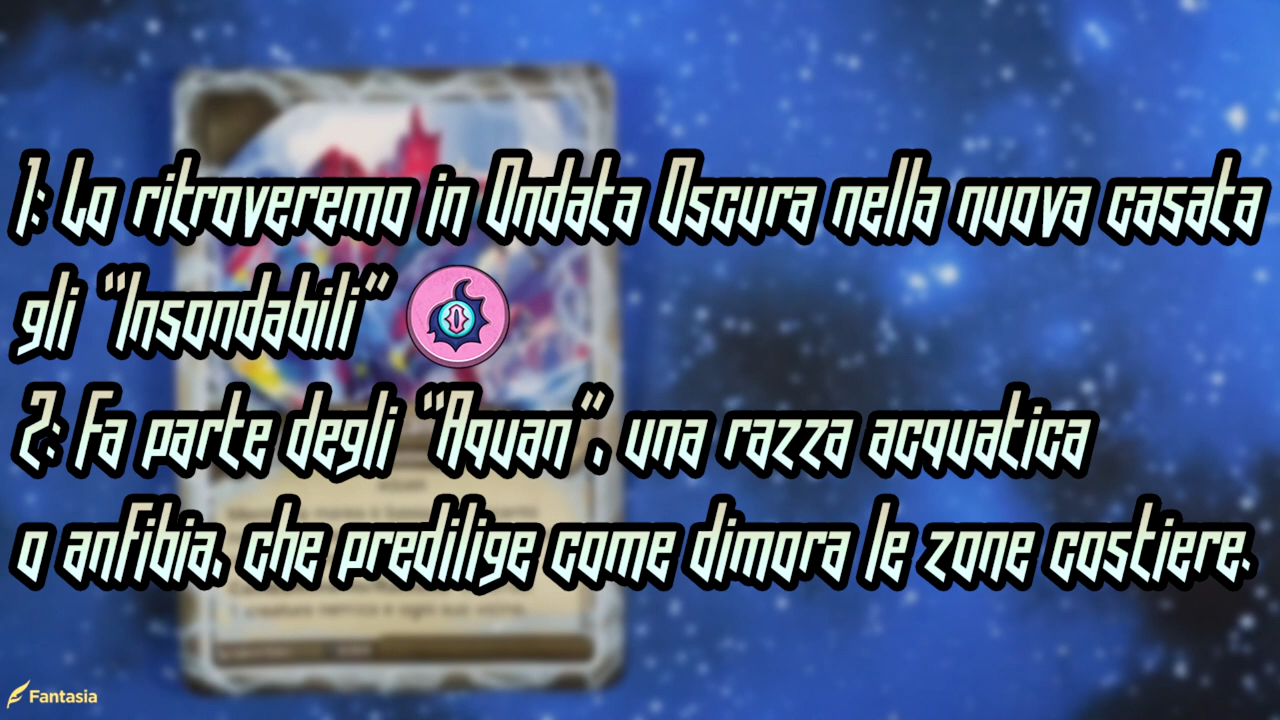 1: Lo ritroveremo in Ondata Oscura nella nuova casata
gli “Insondabili”
2: Fa parte degli “Aquan”, una razza acquatica
o anfibia, che predilige come dimora le zone costiere.
Fantasia